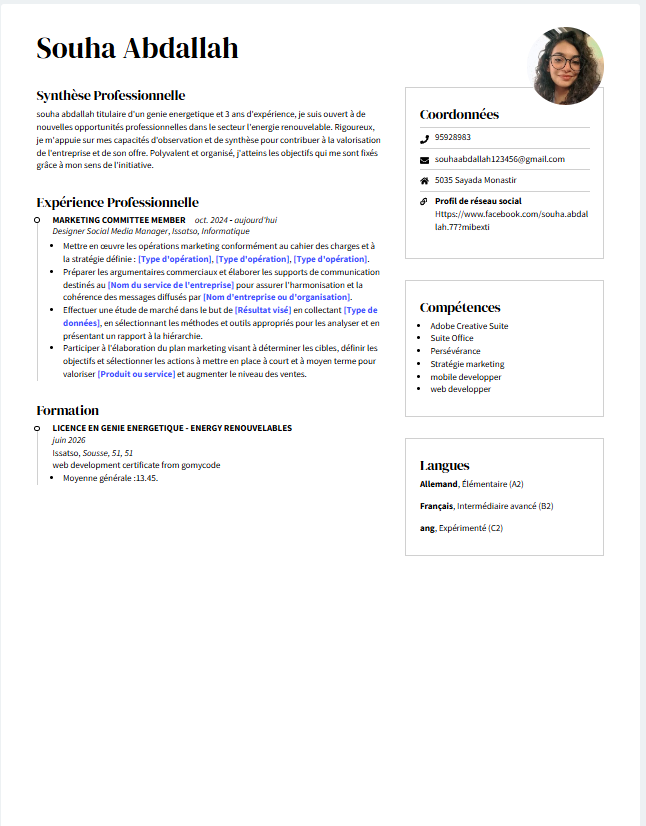 Souha Abdallah
Synthèse Professionnelle
souha abdallah titulaire d'un genie energetique et 3 ans d'expérience, je suis ouvert à de
nouvelles opportunités professionnelles dans le secteur l'energie renouvelable. Rigoureux,
je m'appuie sur mes capacités d'observation et de synthèse pour contribuer à la valorisation
de l'entreprise et de son offre. Polyvalent et organisé, j'atteins les objectifs qui me sont fixés
grâce à mon sens de l'initiative.
Expérience Professionnelle
MARKETING COMMITTEE MEMBER oct. 2024 - aujourd'hui
Designer Social Media Manager, Issatso, Informatique
• Mettre en œuvre les opérations marketing conformément au cahier des charges et à
la stratégie définie : [Type d'opération], [Type d'opération], [Type d'opération].
• Préparer les argumentaires commerciaux et élaborer les supports de communication
destinés au [Nom du service de l'entreprise] pour assurer l'harmonisation et la
cohérence des messages diffusés par [Nom d'entreprise ou d'organisation].
• Effectuer une étude de marché dans le but de [Résultat visé] en collectant [Type de
données], en sélectionnant les méthodes et outils appropriés pour les analyser et en
présentant un rapport à la hiérarchie.
• Participer à l'élaboration du plan marketing visant à déterminer les cibles, définir les
objectifs et sélectionner les actions à mettre en place à court et à moyen terme pour
valoriser [Produit ou service] et augmenter le niveau des ventes.
Formation
LICENCE EN GENIE ENERGETIQUE - ENERGY RENOUVELABLES
juin 2026
Issatso, Sousse, 51, 51
web development certificate from gomycode
• Moyenne générale :13.45.
Coordonnées
95928983
souhaabdallah123456@gmail.com
5035 Sayada Monastir
Profil de réseau social
Https://www.facebook.com/souha.abdal
lah.77?mibexti
Compétences
• Adobe Creative Suite
• Suite Office
• Persévérance
• Stratégie marketing
• mobile developper
• web developper
Langues
Allemand, Élémentaire (A2)
Français, Intermédiaire avancé (B2)
ang, Expérimenté (C2)